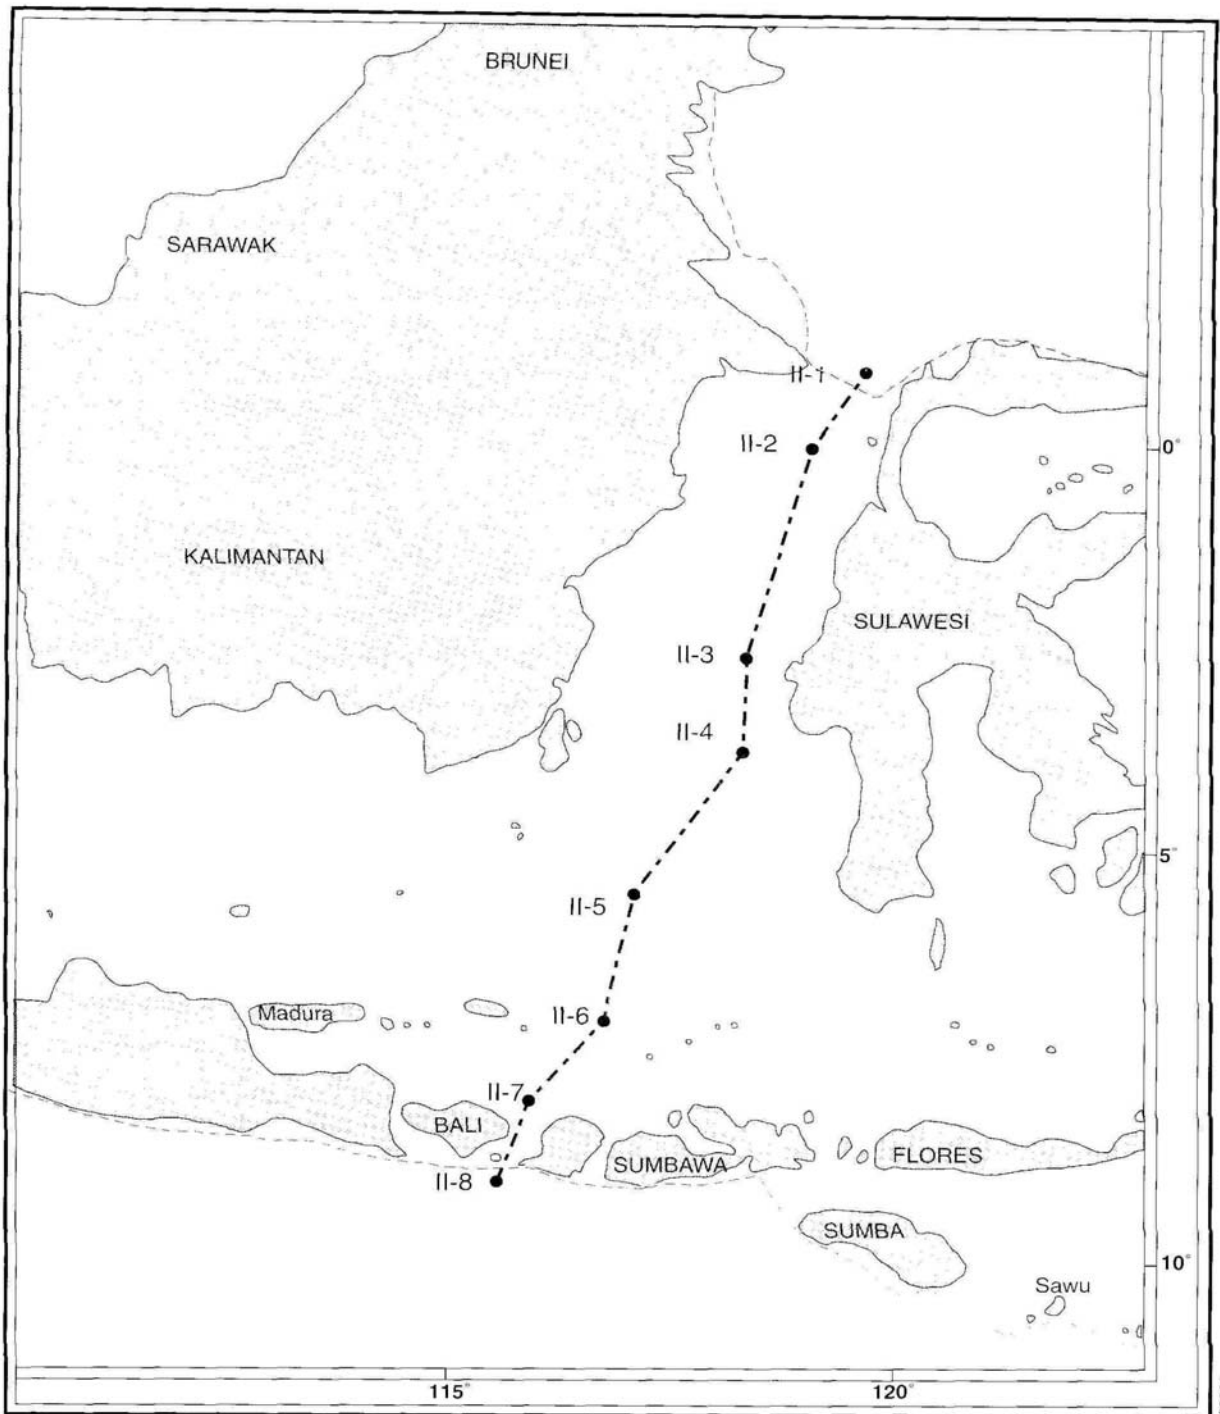 BRUNEI
SARAWAK
II-1
II-2
0°
KALIMANTAN
SULAWESI
II-3
II-4
5°
II-5
Madura
II-6
II-7
BALI
SUMBAWA
FLORES
II-8
SUMBA
10°
Sawu
115°
120°